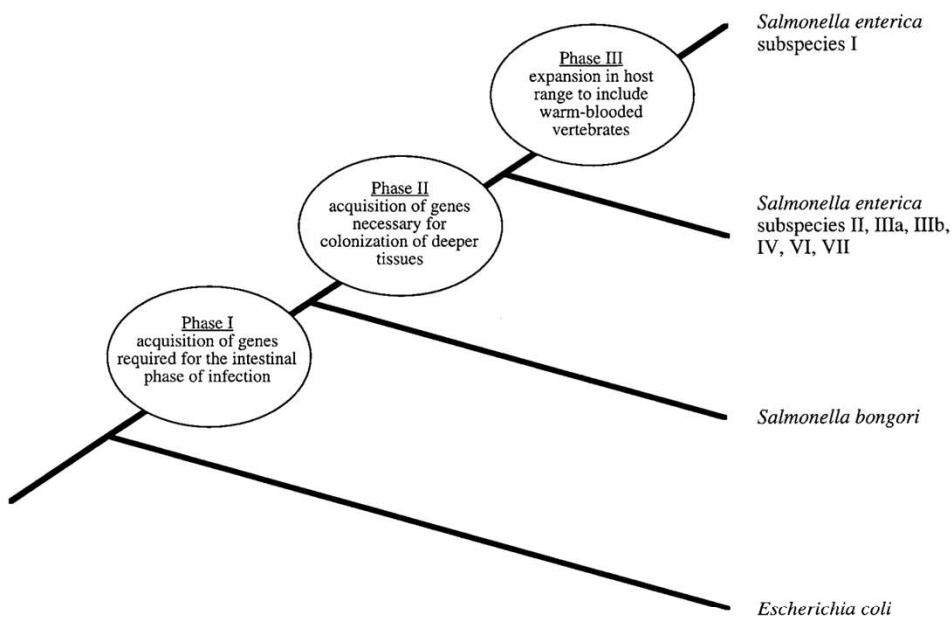 Salmonella enterica
subspecies I
Phase III
expansion in host
range to include
warm-blooded
vertebrates
Phase II
acquisition of genes
necessary for
colonization of deeper
tissues
Salmonella enterica
subspecies II, IIIa, IIIb,
IV, VI, VII
Phase I
acquisition of genes
required for the intestinal
phase of infection
Salmonella bongori
Escherichia coli